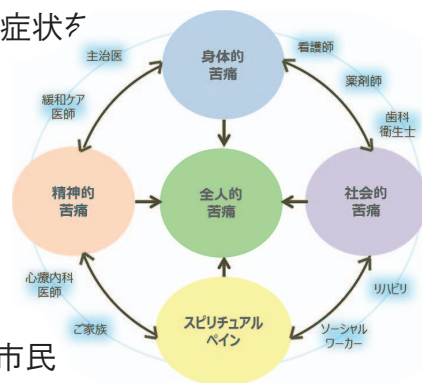 症状を
主治医
身体的
苦痛
看護師
薬剤師
緩和ケア
医師
歯科
衛生士
精神的
苦痛
全人的
苦痛
社会的
苦痛
心療内科
医師
リハビリ
ご家族
スピリチュアル
ペイン
ソーシャル
ワーカー
市民